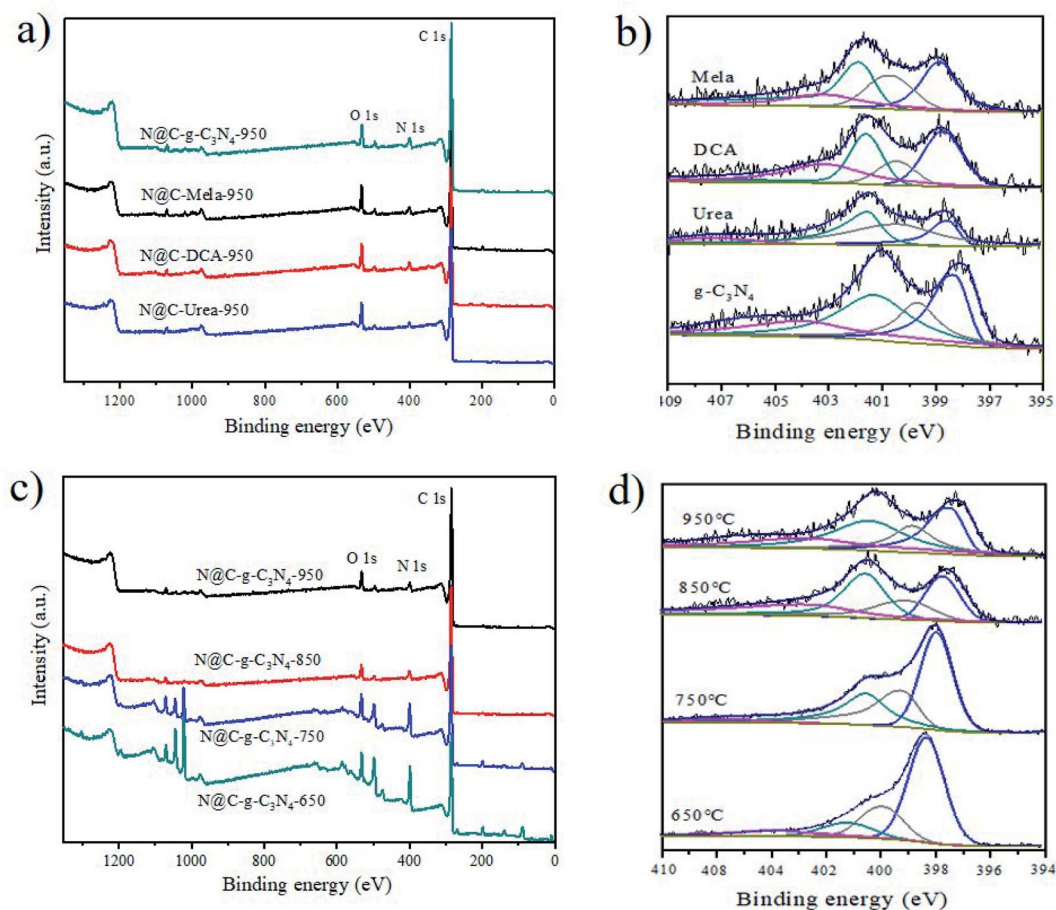 a)
C 1s
O 1s
N 1s
N@C-g-C₃N₄-950
N@C-Mela-950
N@C-DCA-950
N@C-Urea-950
Intensity (a.u.)
1200 1000 800 600 400 200 0
Binding energy (eV)
b)
Mela
DCA
Urea
g-C₃N₄
409 407 405 403 401 399 397 395
Binding energy (eV)
c)
C 1s
O 1s
N 1s
N@C-g-C₃N₄-950
N@C-g-C₃N₄-850
N@C-g-C₃N₄-750
N@C-g-C₃N₄-650
Intensity (a.u.)
1200 1000 800 600 400 200 0
Binding energy (eV)
d)
950°C
850°C
750°C
650°C
410 408 406 404 402 400 398 396 394
Binding energy (eV)